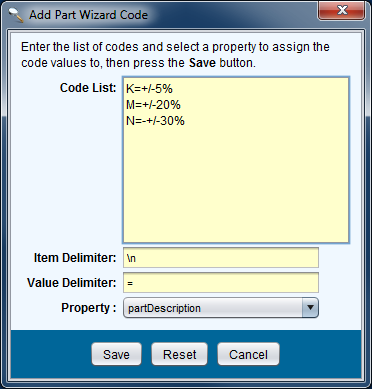 Add Part Wizard Code
Enter the list of codes and select a property to assign the
code values to, then press the Save button.
Code List:
K=+/-5%
M=+/-20%
N=-+/-30%
Item Delimiter: \n
Value Delimiter: =
Property : partDescription
Save Reset Cancel